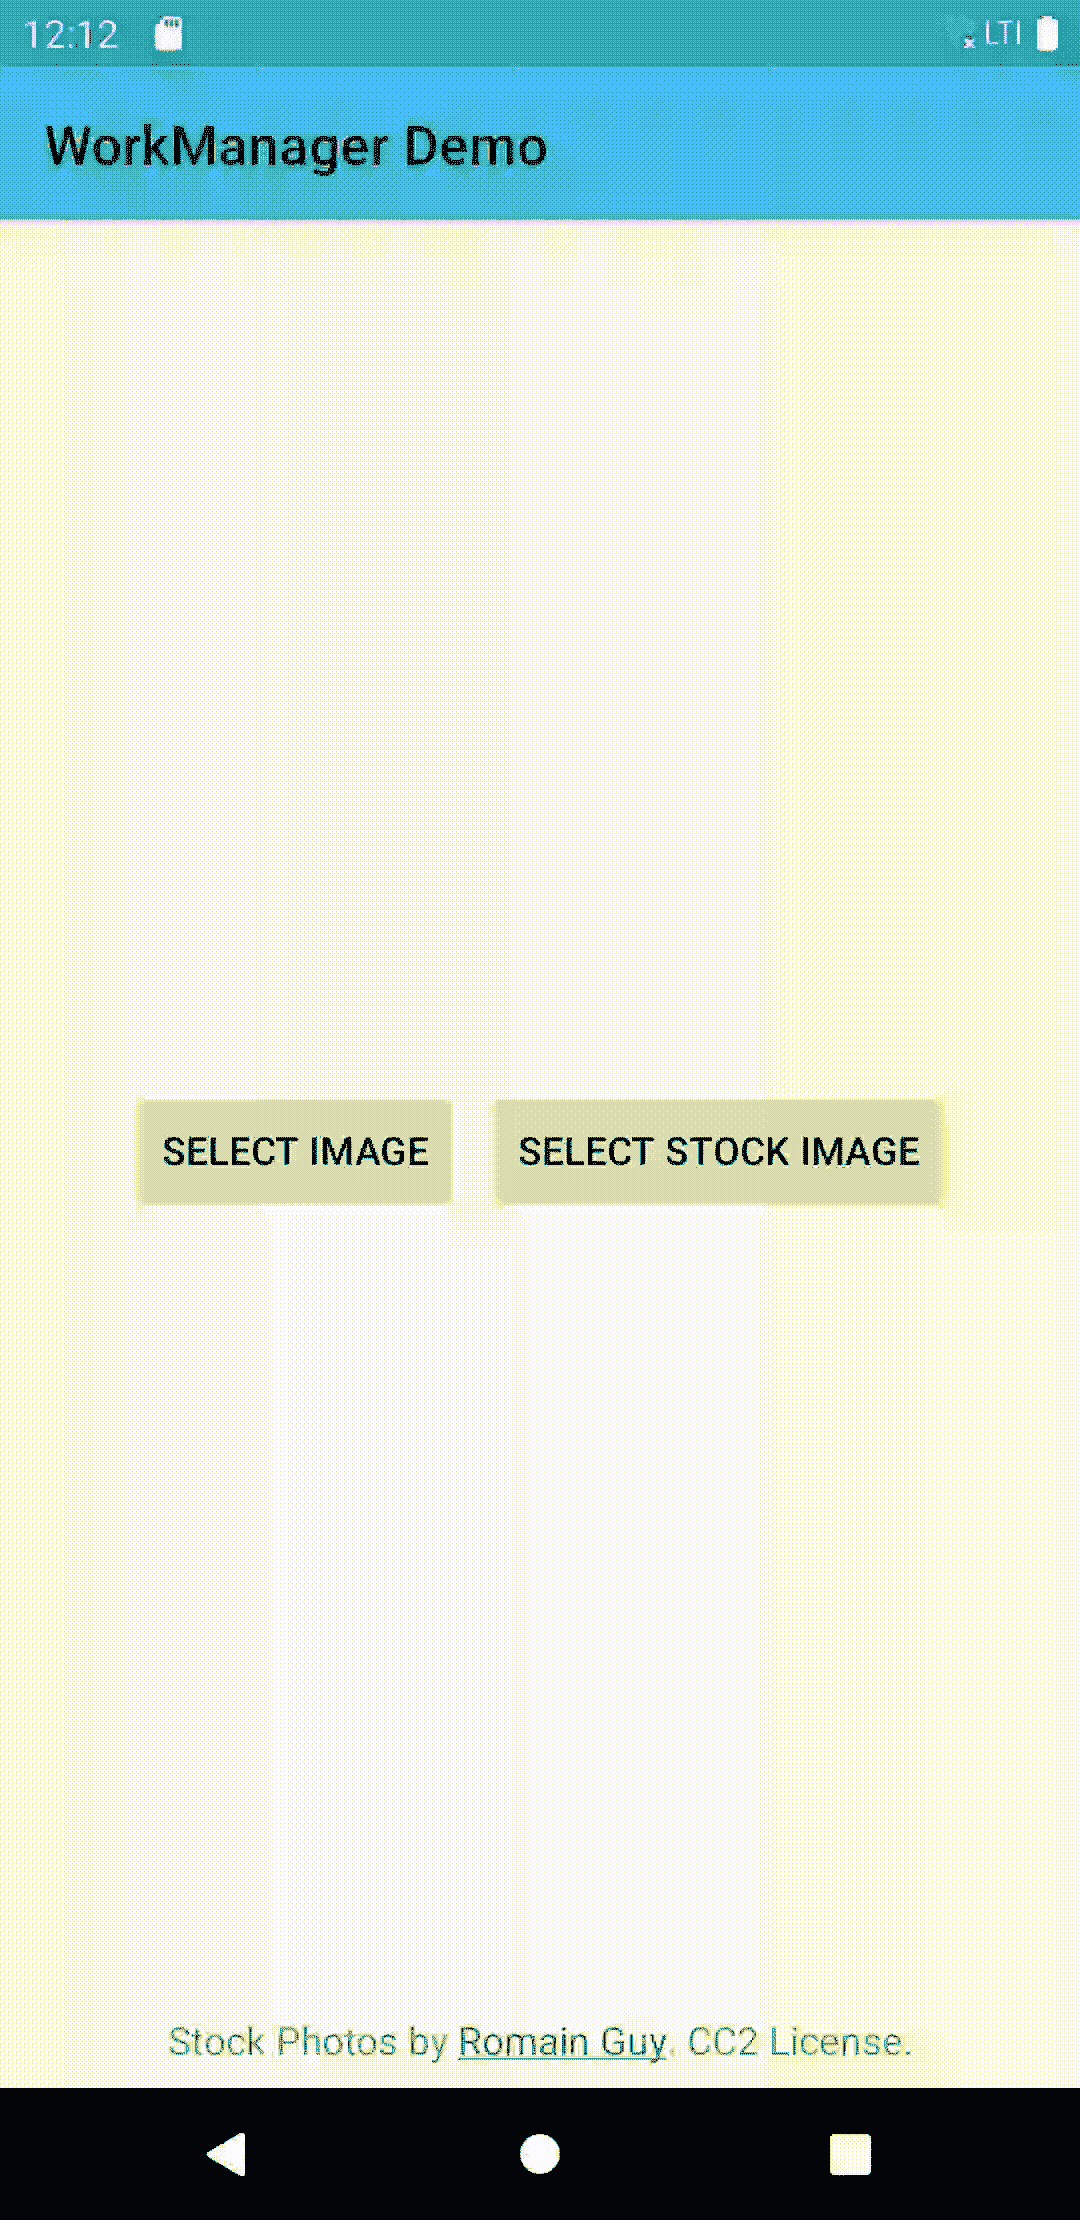 12:12 LTE
WorkManager Demo
SELECT IMAGE SELECT STOCK IMAGE
Stock Photos by Romain Guy. CC2 License.